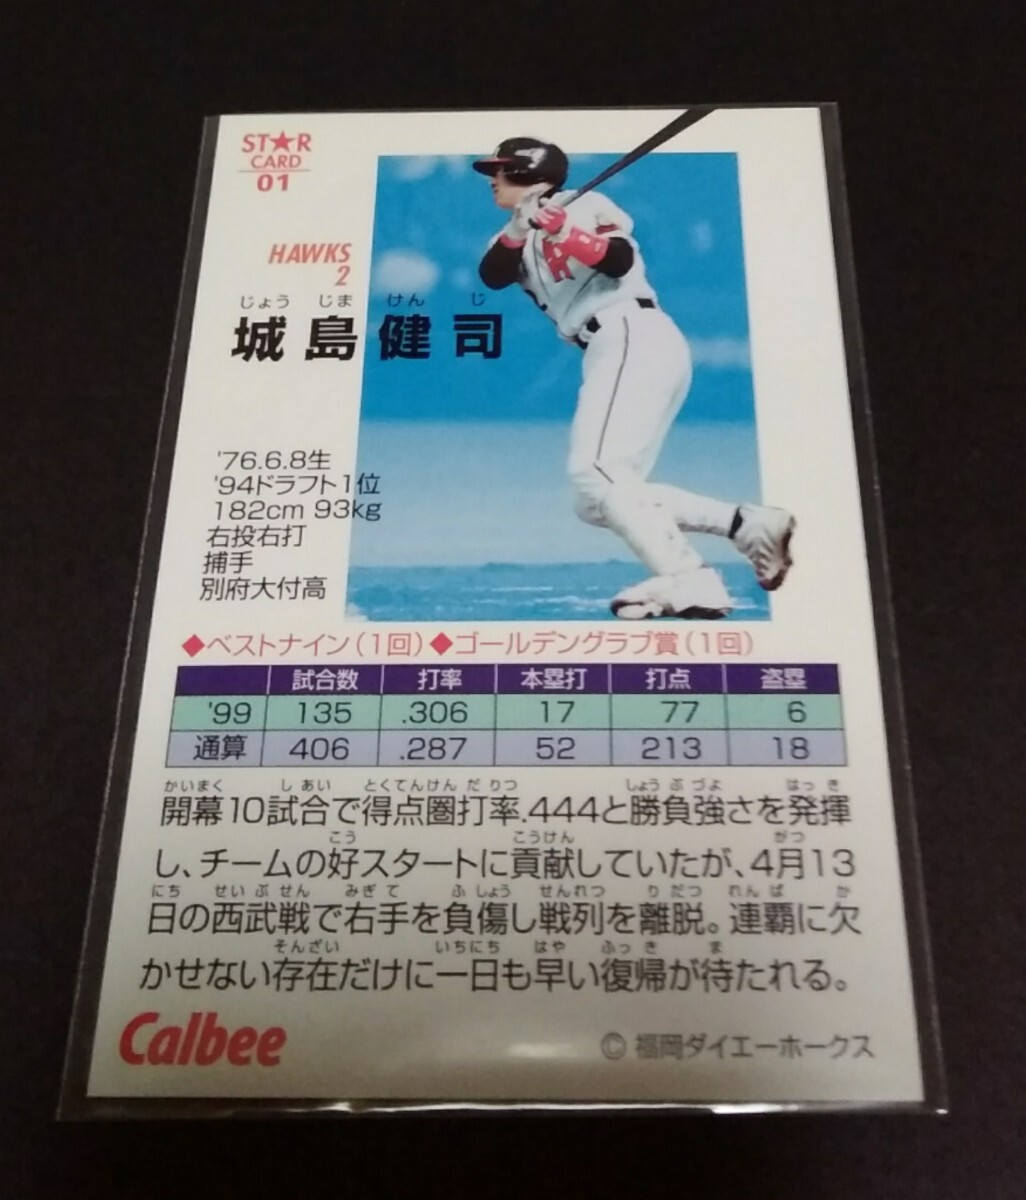 ST★R
CARD
01
HAWKS
2
じょう じま けん じ
城島健司
'76.6.8生
'94ドラフト1位
182cm 93kg
右投右打
捕手
別府大付高
◆ベストナイン(1回)◆ゴールデングラブ賞(1回)
試合数 打率 本塁打 打点 盗塁
'99 135 .306 17 77 6
通算 406 .287 52 213 18
かいまく しあい とくてんけんだりつ しょうぶづよ はっき
開幕10試合で得点圏打率.444と勝負強さを発揮
こう こうけん がつ
し、チームの好スタートに貢献していたが、4月13
にち せいぶせん みぎて ふしょう せんれつ りだつ れんぱ か
日の西武戦で右手を負傷し戦列を離脱。連覇に欠
そんざい いちにち はや ふっき ま
かせない存在だけに一日も早い復帰が待たれる。
Calbee
© 福岡ダイエーホークス